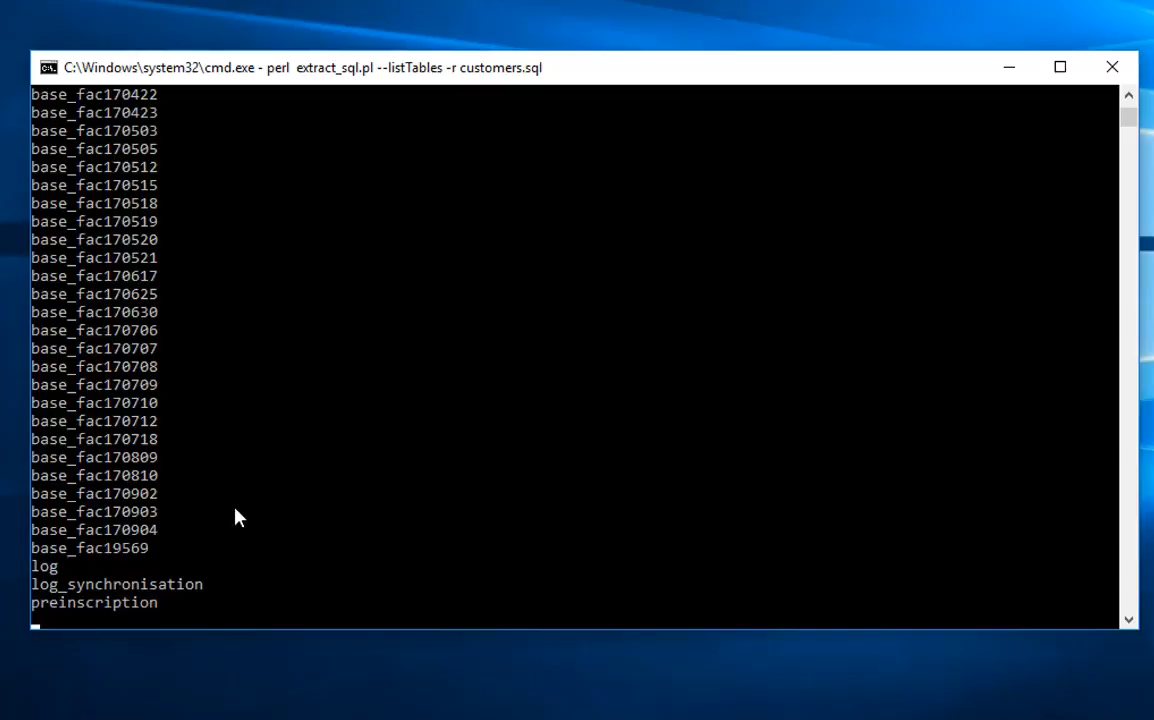 C:\Windows\system32\cmd.exe - perl  extract_sql.pl --listTables -r customers.sql
base_fac170422
base_fac170423
base_fac170503
base_fac170505
base_fac170512
base_fac170515
base_fac170518
base_fac170519
base_fac170520
base_fac170521
base_fac170617
base_fac170625
base_fac170630
base_fac170706
base_fac170707
base_fac170708
base_fac170709
base_fac170710
base_fac170712
base_fac170718
base_fac170809
base_fac170810
base_fac170902
base_fac170903
base_fac170904
base_fac19569
log
log_synchronisation
preinscription